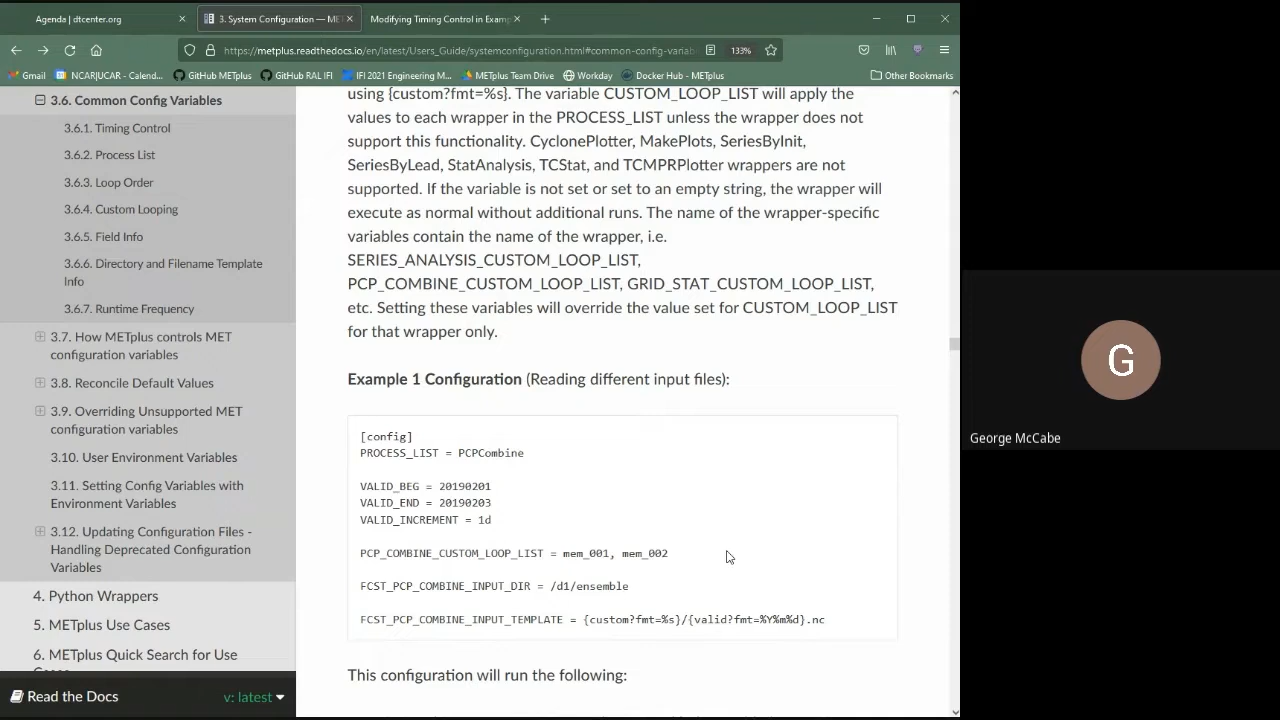 Agenda | dtcenter.org
3. System Configuration — MET
Modifying Timing Control in Examp
https://metplus.readthedocs.io/en/latest/Users_Guide/systemconfiguration.html#common-config-variab
133%
Gmail
NCAR|UCAR - Calend...
GitHub METplus
GitHub RAL IFI
IFI 2021 Engineering M...
METplus Team Drive
Workday
Docker Hub - METplus
Other Bookmarks
3.6. Common Config Variables
3.6.1. Timing Control
3.6.2. Process List
3.6.3. Loop Order
3.6.4. Custom Looping
3.6.5. Field Info
3.6.6. Directory and Filename Template
Info
3.6.7. Runtime Frequency
3.7. How METplus controls MET
configuration variables
3.8. Reconcile Default Values
3.9. Overriding Unsupported MET
configuration variables
3.10. User Environment Variables
3.11. Setting Config Variables with
Environment Variables
3.12. Updating Configuration Files -
Handling Deprecated Configuration
Variables
4. Python Wrappers
5. METplus Use Cases
6. METplus Quick Search for Use
Read the Docs
v: latest
using {custom?fmt=%s}. The variable CUSTOM_LOOP_LIST will apply the
values to each wrapper in the PROCESS_LIST unless the wrapper does not
support this functionality. CyclonePlotter, MakePlots, SeriesByInit,
SeriesByLead, StatAnalysis, TCStat, and TCMPRPlotter wrappers are not
supported. If the variable is not set or set to an empty string, the wrapper will
execute as normal without additional runs. The name of the wrapper-specific
variables contain the name of the wrapper, i.e.
SERIES_ANALYSIS_CUSTOM_LOOP_LIST,
PCP_COMBINE_CUSTOM_LOOP_LIST, GRID_STAT_CUSTOM_LOOP_LIST,
etc. Setting these variables will override the value set for CUSTOM_LOOP_LIST
for that wrapper only.
Example 1 Configuration (Reading different input files):
[config]
PROCESS_LIST = PCPCombine
VALID_BEG = 20190201
VALID_END = 20190203
VALID_INCREMENT = 1d
PCP_COMBINE_CUSTOM_LOOP_LIST = mem_001, mem_002
FCST_PCP_COMBINE_INPUT_DIR = /d1/ensemble
FCST_PCP_COMBINE_INPUT_TEMPLATE = {custom?fmt=%s}/{valid?fmt=%Y%m%d}.nc
This configuration will run the following:
G
George McCabe